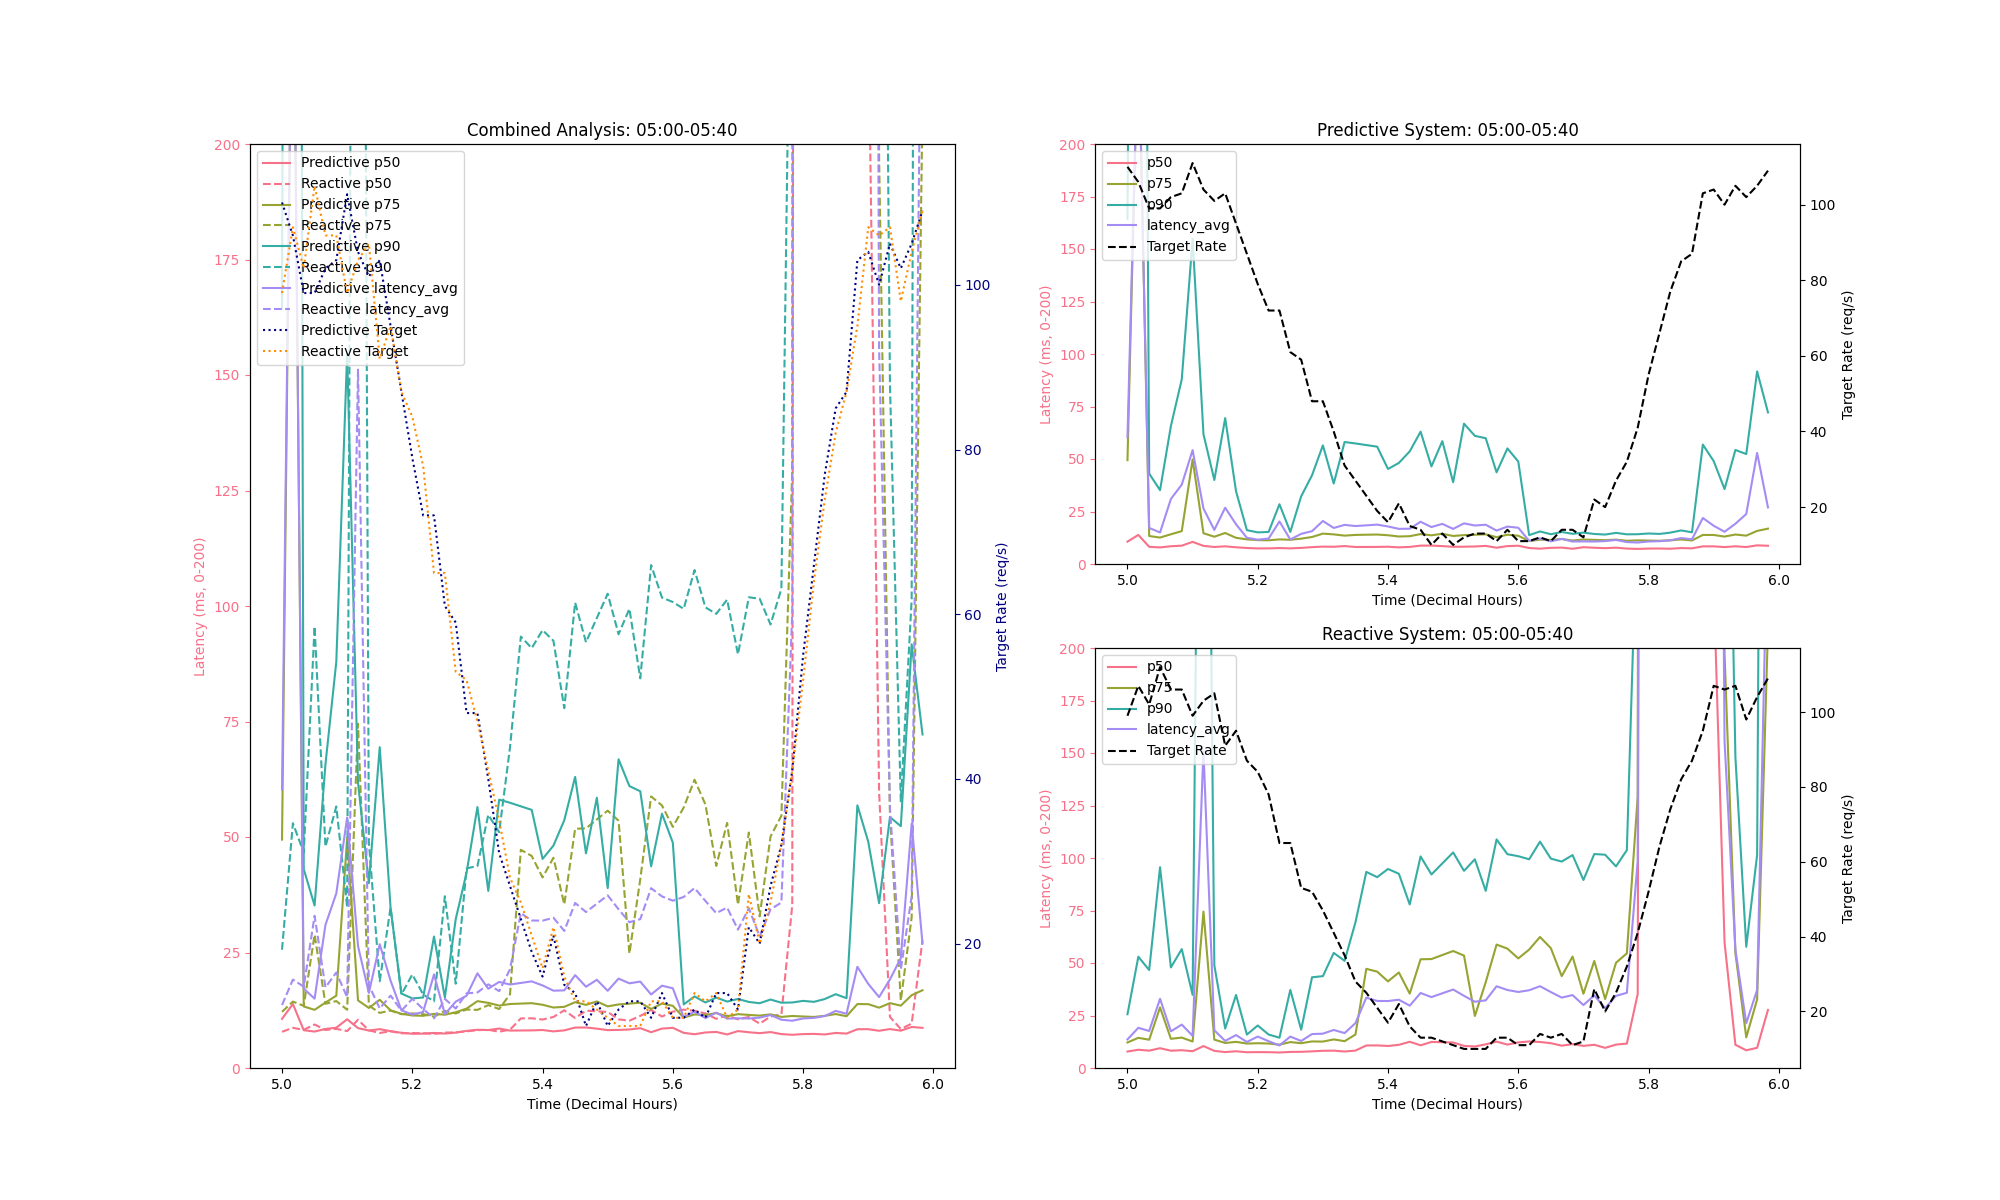 Combined Analysis: 05:00-05:40
Latency (ms, 0-200)
200
175
150
125
100
75
50
25
0
Predictive p50
Reactive p50
Predictive p75
Reactive p75
Predictive p90
Reactive p90
Predictive latency_avg
Reactive latency_avg
Predictive Target
Reactive Target
100
80
60
40
20
Target Rate (req/s)
5.0 5.2 5.4 5.6 5.8 6.0
Time (Decimal Hours)
Predictive System: 05:00-05:40
Latency (ms, 0-200)
200
175
150
125
100
75
50
25
0
p50
p75
p90
latency_avg
Target Rate
100
80
60
40
20
Target Rate (req/s)
5.0 5.2 5.4 5.6 5.8 6.0
Time (Decimal Hours)
Reactive System: 05:00-05:40
Latency (ms, 0-200)
200
175
150
125
100
75
50
25
0
p50
p75
p90
latency_avg
Target Rate
100
80
60
40
20
Target Rate (req/s)
5.0 5.2 5.4 5.6 5.8 6.0
Time (Decimal Hours)